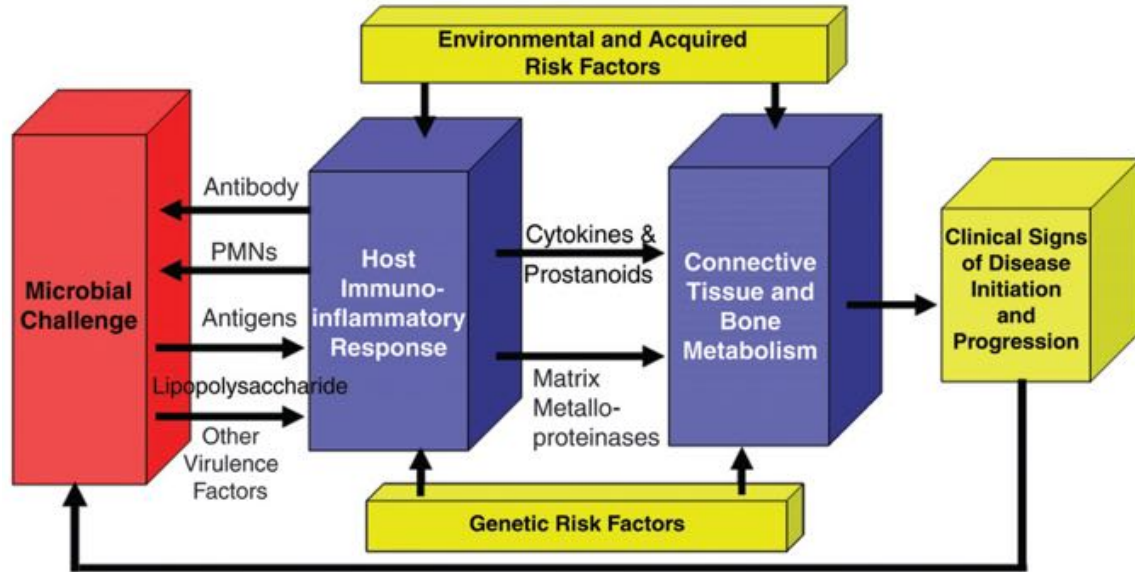 Environmental and Acquired
Risk Factors
Microbial
Challenge
Antibody
PMNs
Antigens
Lipopolysaccharide
Other
Virulence
Factors
Host
Immuno-
inflammatory
Response
Cytokines &
Prostanoids
Matrix
Metallo-
proteinases
Connective
Tissue and
Bone
Metabolism
Clinical Signs
of Disease
Initiation
and
Progression
Genetic Risk Factors